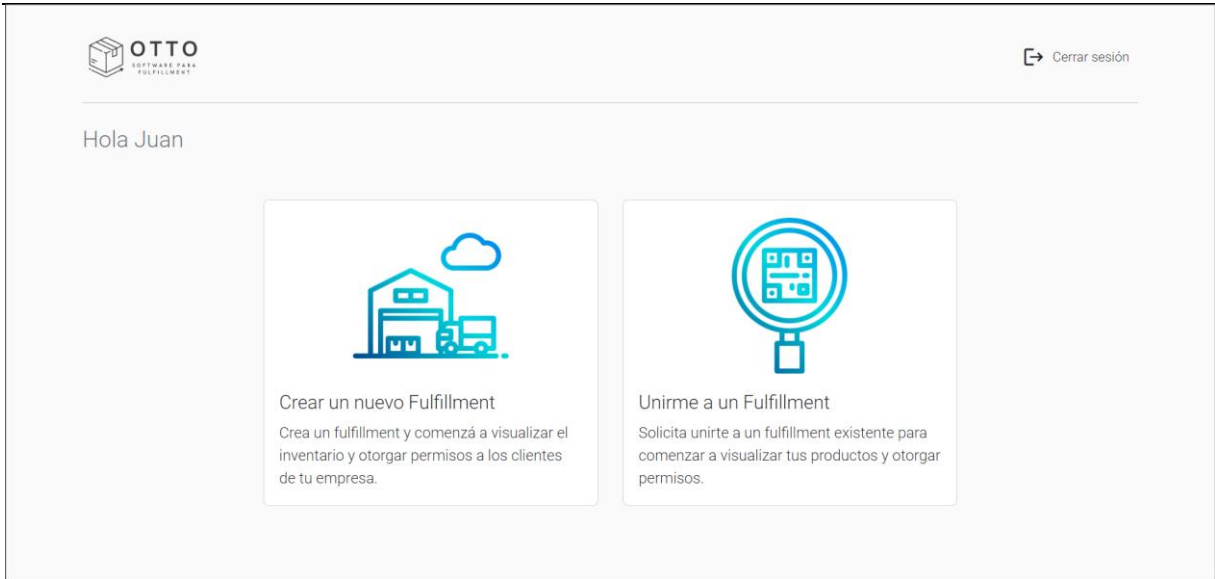 OTTO
SOFTWARE PARA
FULFILLMENT
Cerrar sesión
Hola Juan
Crear un nuevo Fulfillment
Crea un fulfillment y comenzá a visualizar el
inventario y otorgar permisos a los clientes
de tu empresa.
Unirme a un Fulfillment
Solicita unirte a un fulfillment existente para
comenzar a visualizar tus productos y otorgar
permisos.